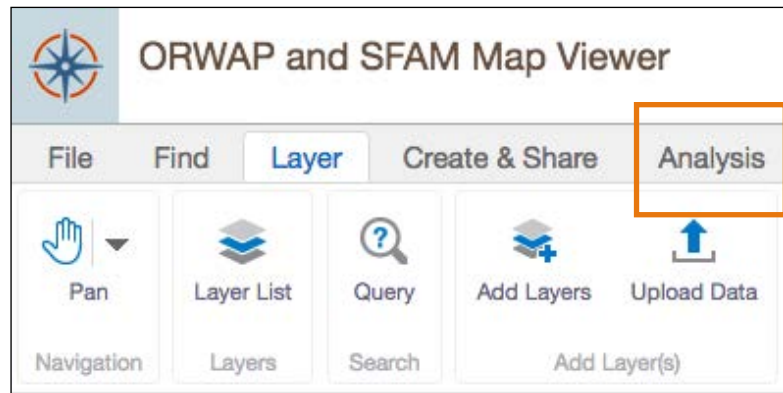 ORWAP and SFAM Map Viewer
File Find Layer Create & Share Analysis
Pan Layer List Query Add Layers Upload Data
Navigation Layers Search Add Layer(s)